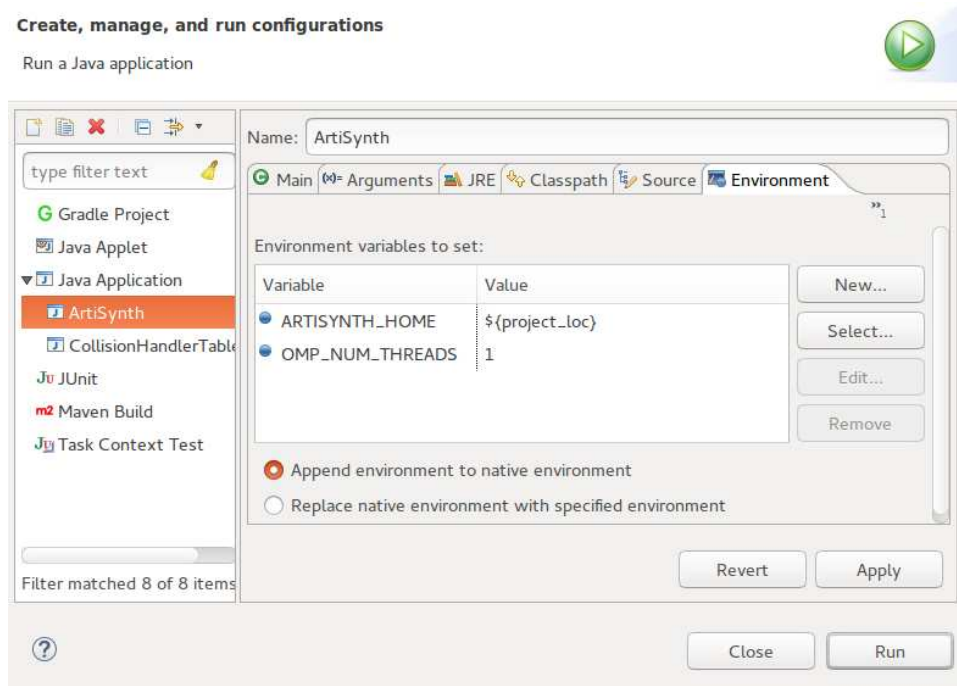 Create, manage, and run configurations
Run a Java application
Name: ArtiSynth
type filter text
Main (x)= Arguments JRE Classpath Source Environment
»1
G Gradle Project
Java Applet
Java Application
ArtiSynth
CollisionHandlerTable
Ju JUnit
m2 Maven Build
Ju Task Context Test
Filter matched 8 of 8 items
Environment variables to set:
Variable Value
ARTISYNTH_HOME ${project_loc}
OMP_NUM_THREADS 1
New...
Select...
Edit...
Remove
Append environment to native environment
Replace native environment with specified environment
Revert Apply
? Close Run